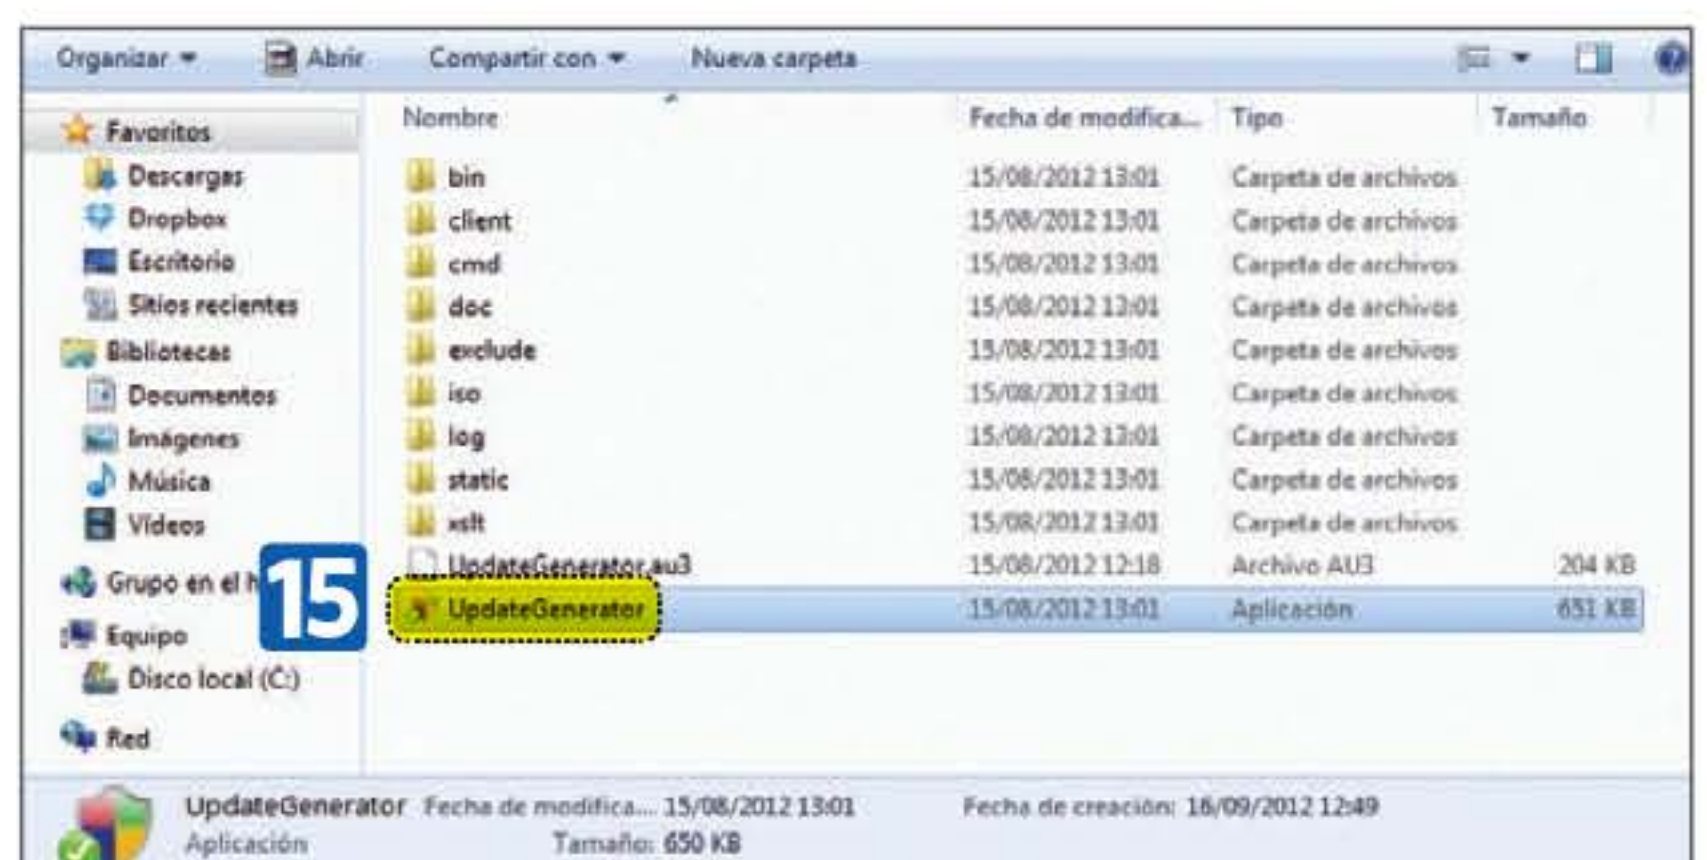 Organizar Abrir Compartir con Nueva carpeta
Nombre Fecha de modifica... Tipo Tamaño
Favoritos
Descargas bin 15/08/2012 13:01 Carpeta de archivos
Dropbox client 15/08/2012 13:01 Carpeta de archivos
Escritorio cmd 15/08/2012 13:01 Carpeta de archivos
Sitios recientes doc 15/08/2012 13:01 Carpeta de archivos
Bibliotecas exclude 15/08/2012 13:01 Carpeta de archivos
Documentos iso 15/08/2012 13:01 Carpeta de archivos
Imágenes log 15/08/2012 13:01 Carpeta de archivos
Música static 15/08/2012 13:01 Carpeta de archivos
Vídeos xslt 15/08/2012 13:01 Carpeta de archivos
UpdateGenerator.au3 15/08/2012 12:18 Archivo AU3 204 KB
Grupo en el h
15
UpdateGenerator 15/08/2012 13:01 Aplicación 651 KB
Equipo
Disco local (C:)
Red
UpdateGenerator Fecha de modifica... 15/08/2012 13:01 Fecha de creación: 16/09/2012 12:49
Aplicación Tamaño: 650 KB